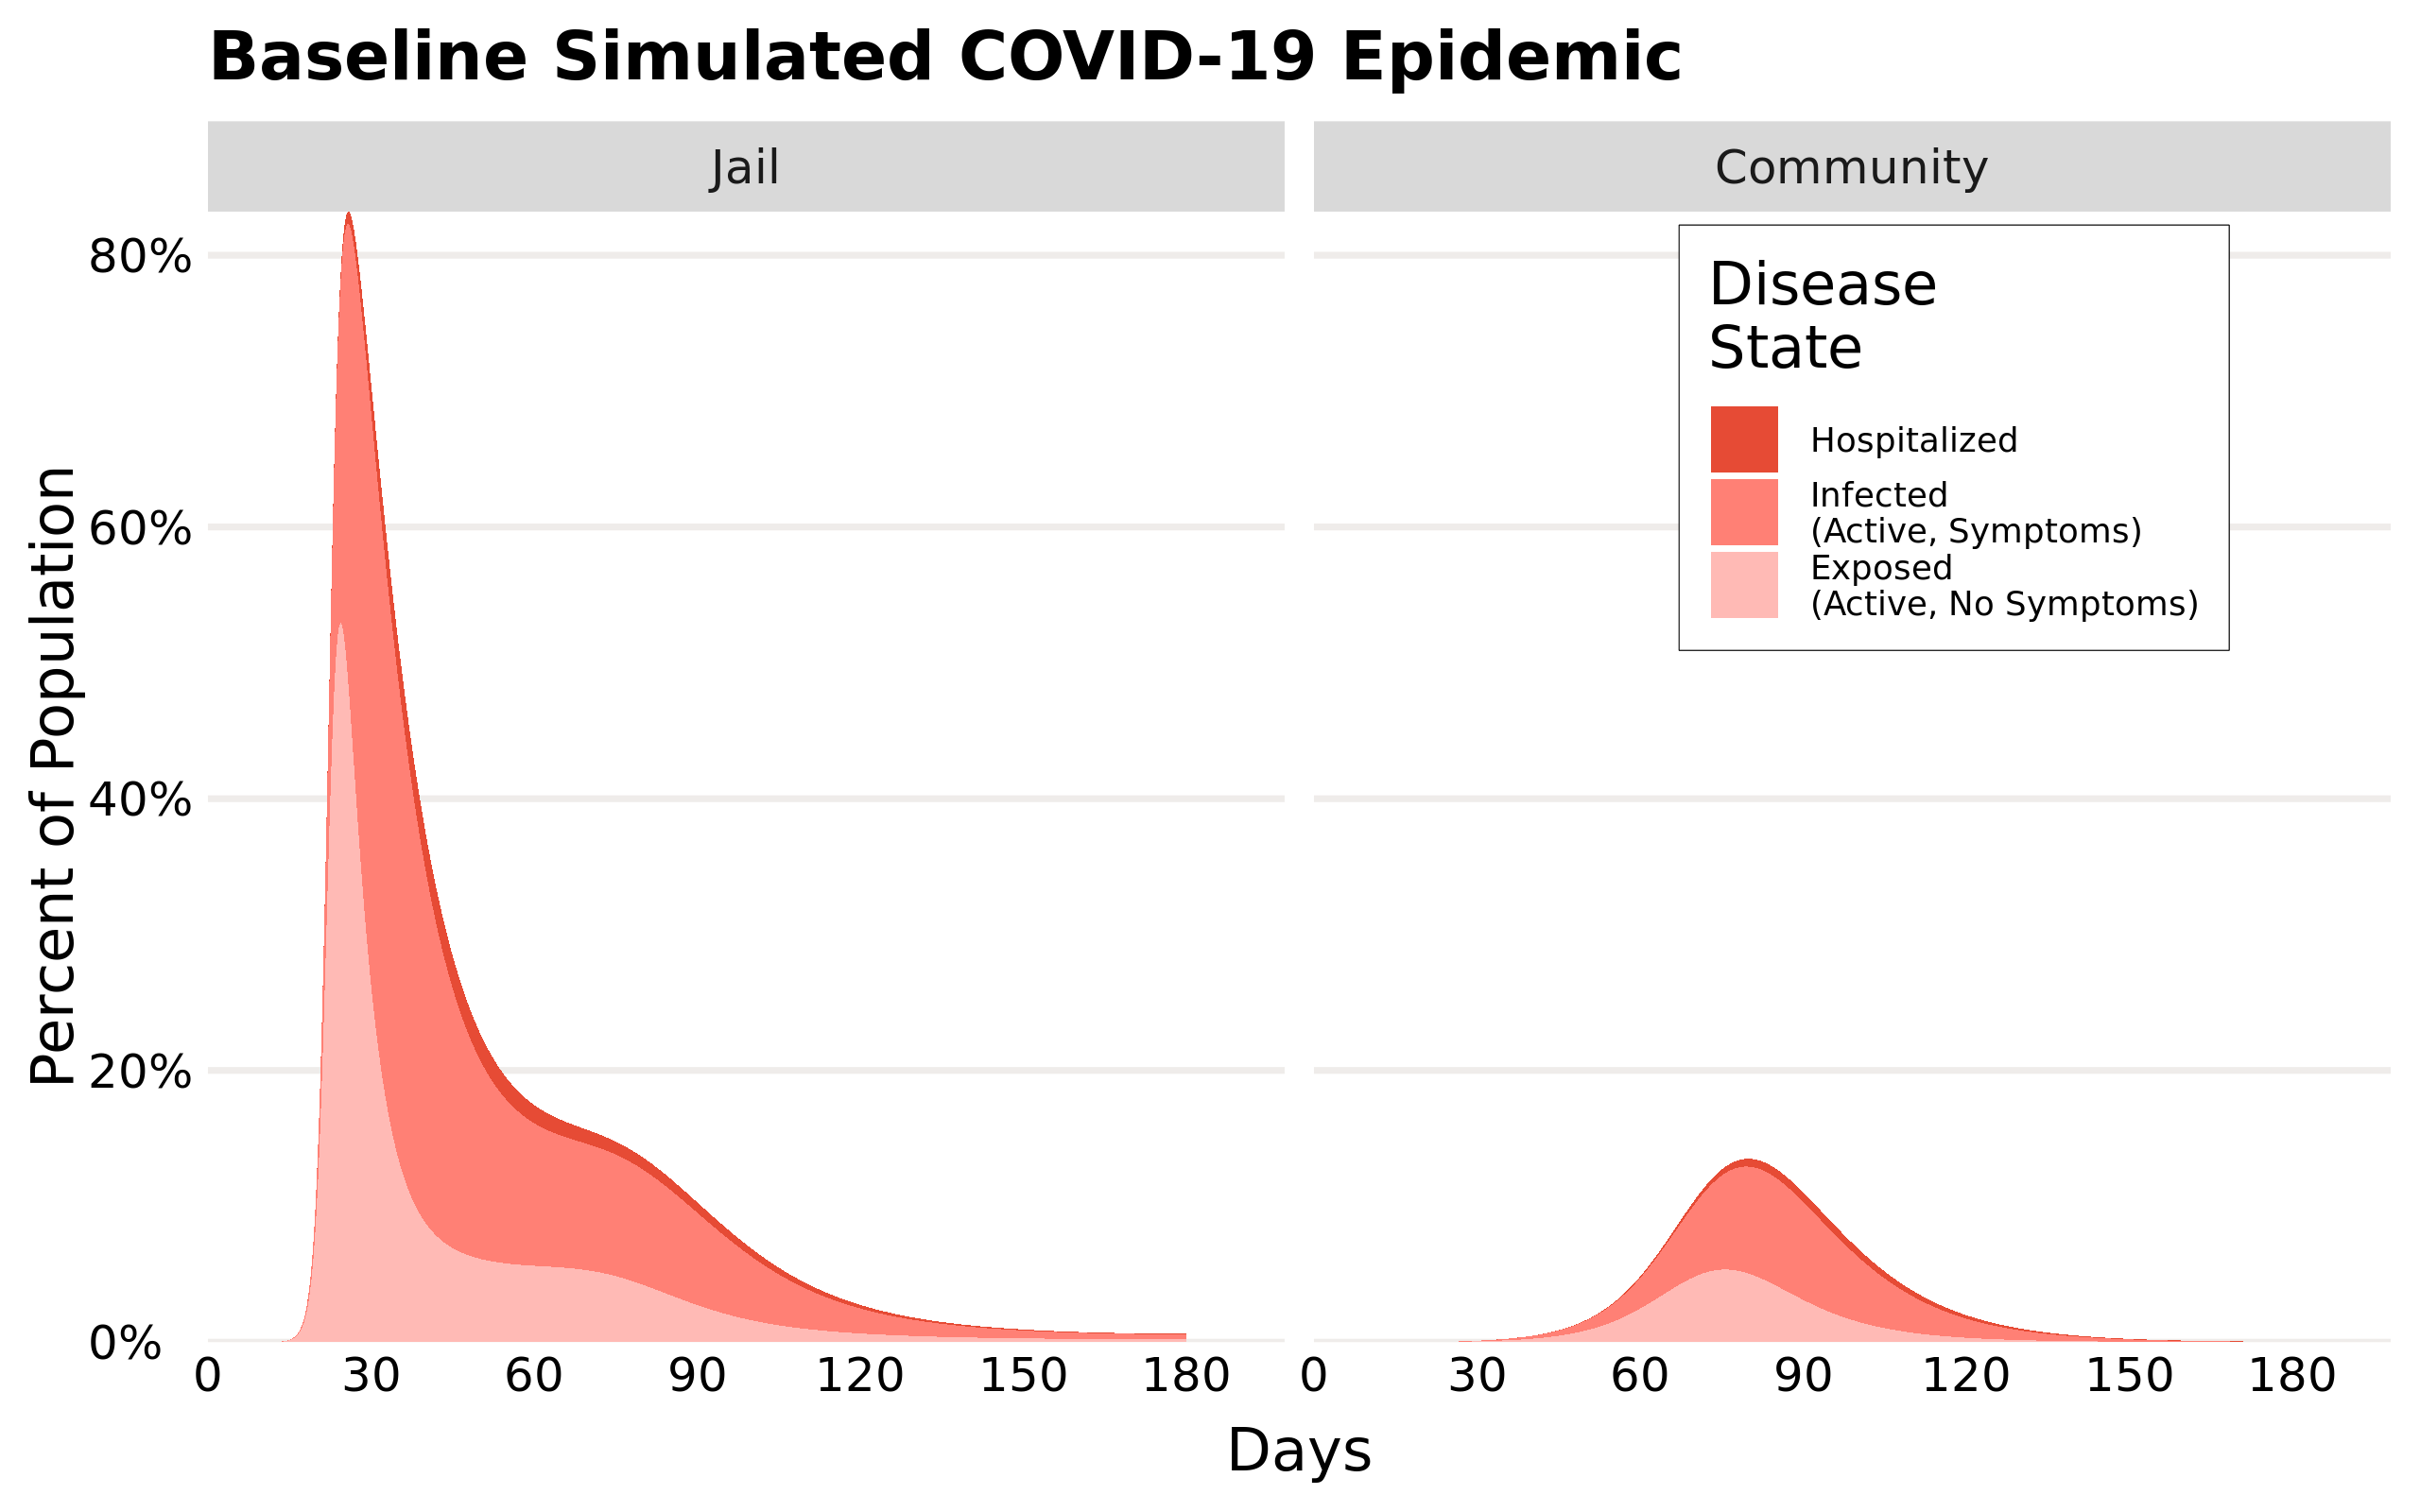 Baseline Simulated COVID-19 Epidemic
Jail
Community
Percent of Population
80%
60%
40%
20%
0%
Disease
State
Hospitalized
Infected
(Active, Symptoms)
Exposed
(Active, No Symptoms)
0 30 60 90 120 150 180
0 30 60 90 120 150 180
Days